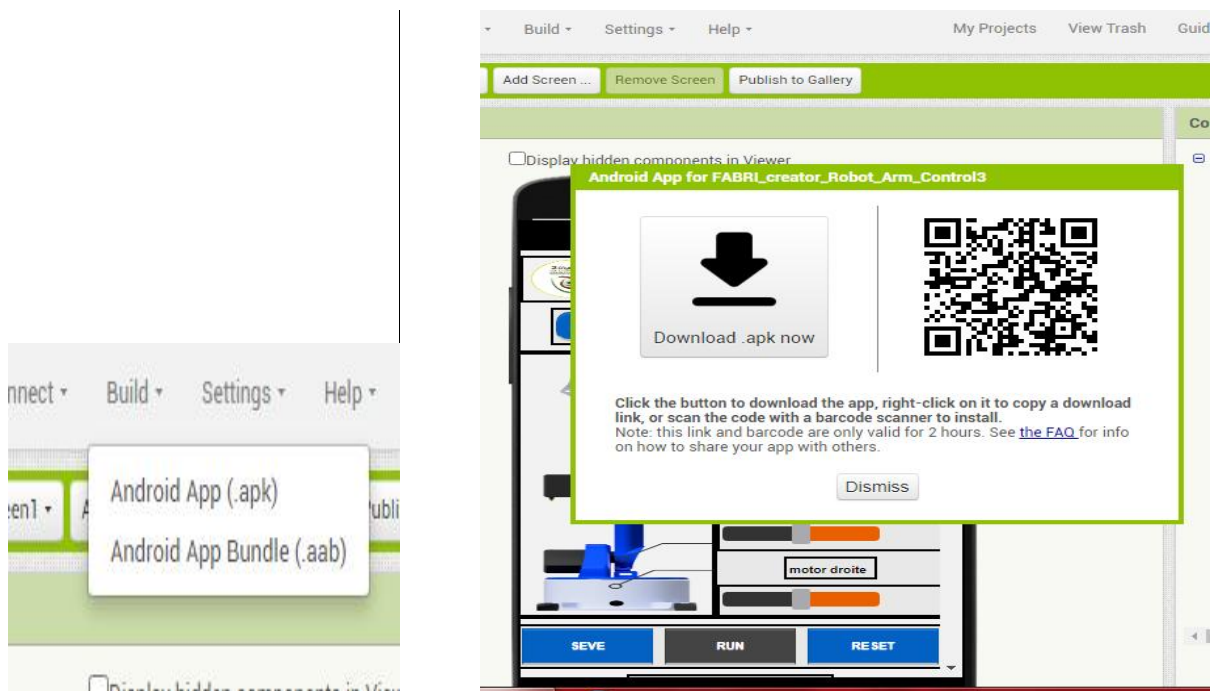 Build
Settings
Help
My Projects
View Trash
Add Screen ...
Remove Screen
Publish to Gallery
Display hidden components in Viewer
Android App for FABRI_creator_Robot_Arm_Control3
Download .apk now
Click the button to download the app, right-click on it to copy a download
link, or scan the code with a barcode scanner to install.
Note: this link and barcode are only valid for 2 hours. See the FAQ for info
on how to share your app with others.
Dismiss
motor droite
SEVE
RUN
RESET
Build
Settings
Help
Android App (.apk)
Android App Bundle (.aab)